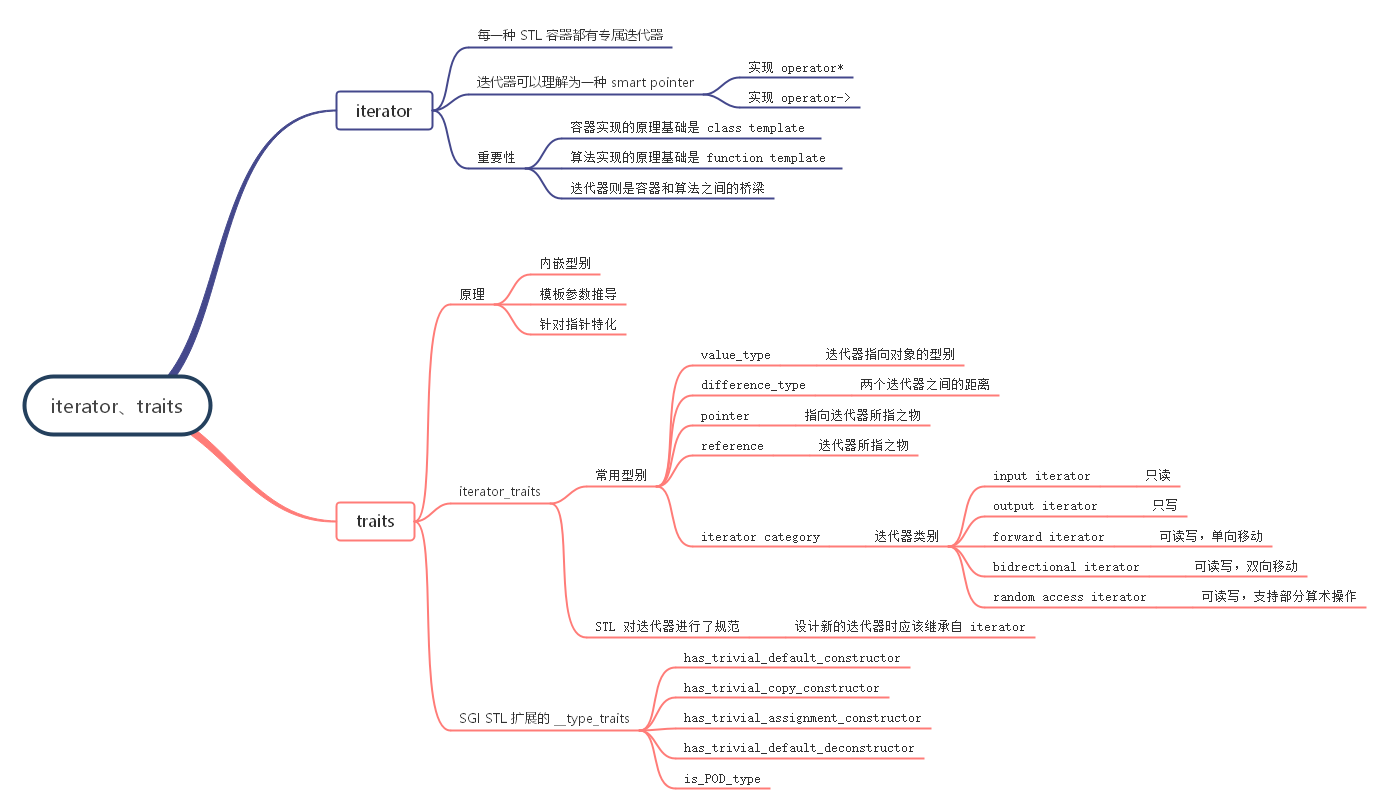 iterator、traits
iterator
每一种 STL 容器都有专属迭代器
迭代器可以理解为一种 smart pointer
实现 operator*
实现 operator->
重要性
容器实现的原理基础是 class template
算法实现的原理基础是 function template
迭代器则是容器和算法之间的桥梁
traits
原理
内嵌型别
模板参数推导
针对指针特化
iterator_traits
常用型别
value_type 迭代器指向对象的型别
difference_type 两个迭代器之间的距离
pointer 指向迭代器所指之物
reference 迭代器所指之物
iterator category 迭代器类别
input iterator 只读
output iterator 只写
forward iterator 可读写，单向移动
bidrectional iterator 可读写，双向移动
random access iterator 可读写，支持部分算术操作
STL 对迭代器进行了规范 设计新的迭代器时应该继承自 iterator
SGI STL 扩展的 __type_traits
has_trivial_default_constructor
has_trivial_copy_constructor
has_trivial_assignment_constructor
has_trivial_default_deconstructor
is_POD_type